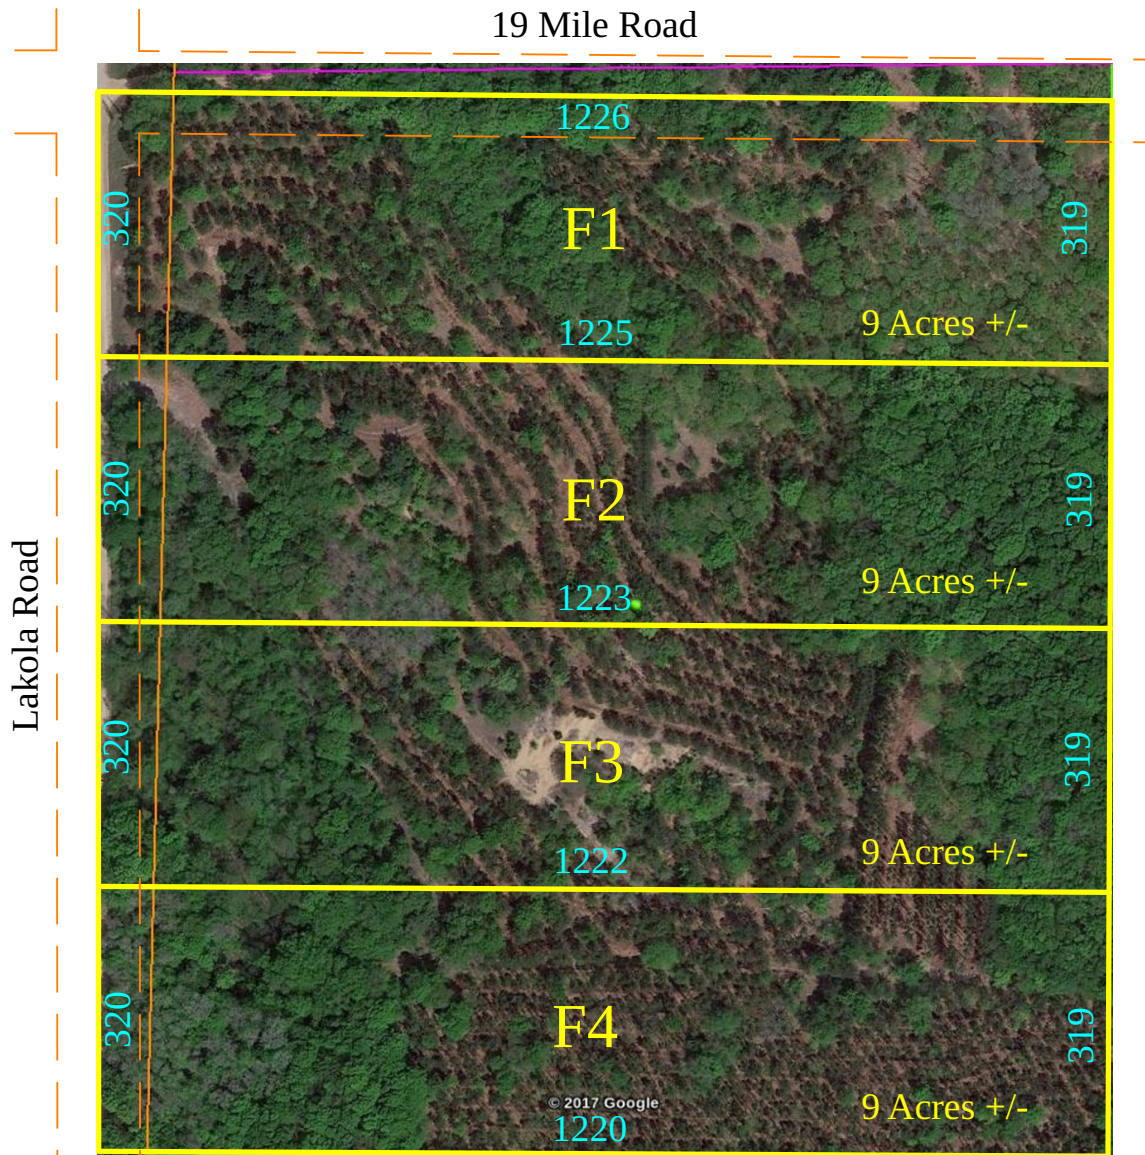 19 Mile Road
1226
320
F1
319
9 Acres +/-
1225
320
F2
319
9 Acres +/-
1223
Lakola Road
320
F3
319
9 Acres +/-
1222
320
F4
319
9 Acres +/-
© 2017 Google
1220